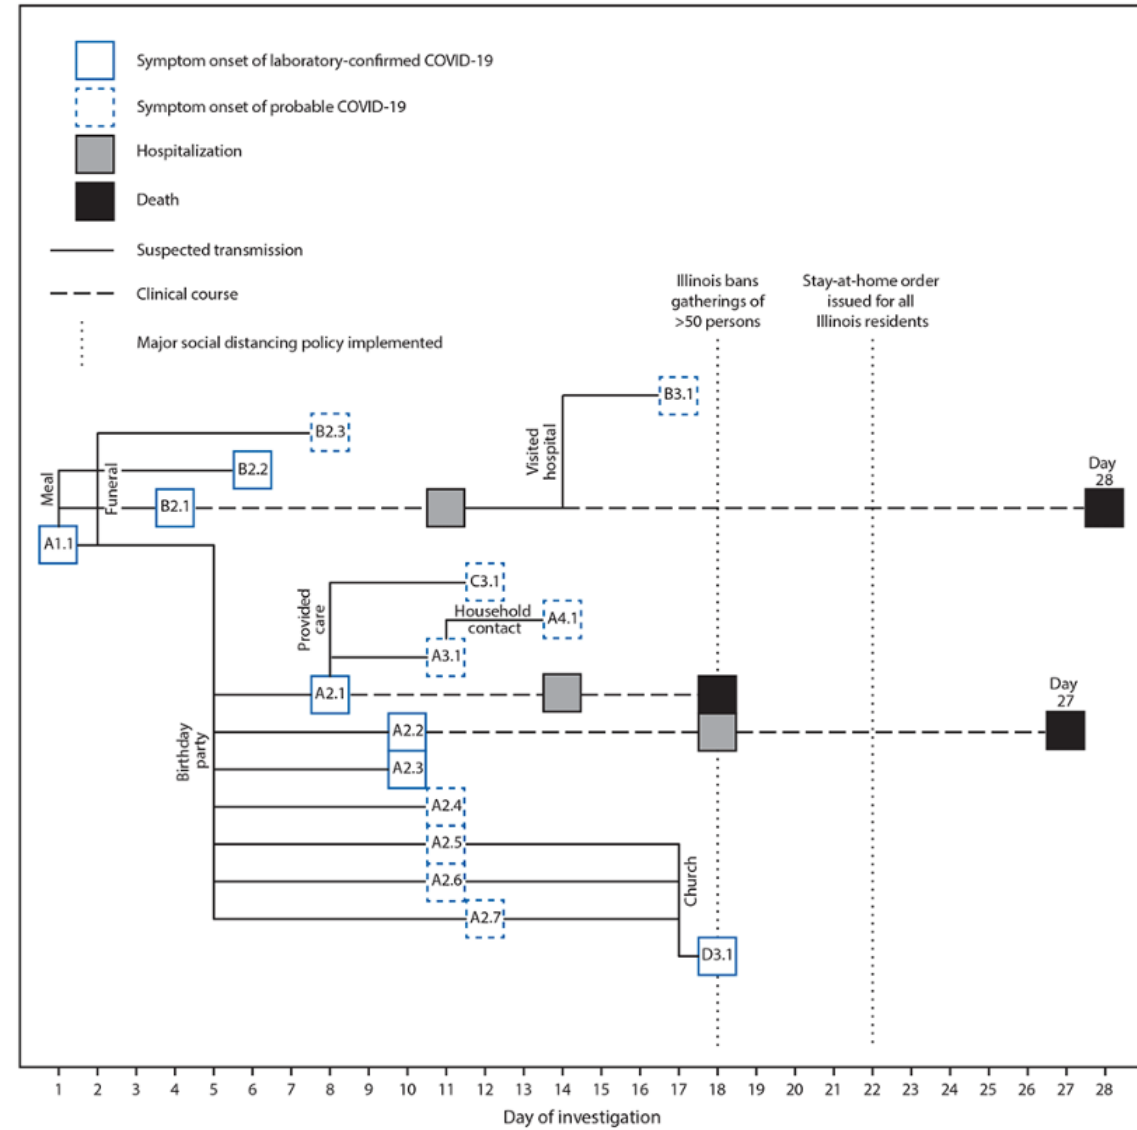 Symptom onset of laboratory-confirmed COVID-19
Symptom onset of probable COVID-19
Hospitalization
Death
Suspected transmission
Clinical course
Major social distancing policy implemented
Illinois bans
gatherings of
>50 persons
Stay-at-home order
issued for all
Illinois residents
B3.1
Visited
hospital
B2.3
B2.2
Meal
Funeral
Day
28
B2.1
A1.1
C3.1
Provided
care
Household
contact
A4.1
A3.1
A2.1
Day
27
Birthday
party
A2.2
A2.3
A2.4
A2.5
A2.6
Church
A2.7
D3.1
1 2 3 4 5 6 7 8 9 10 11 12 13 14 15 16 17 18 19 20 21 22 23 24 25 26 27 28
Day of investigation